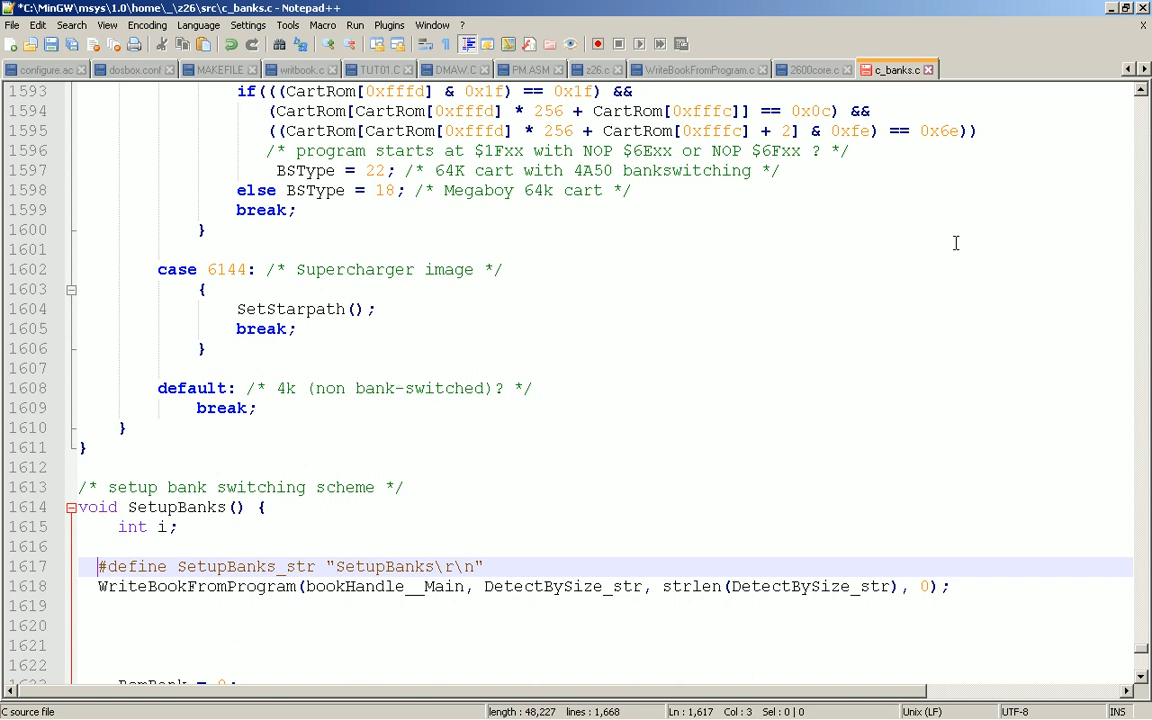 *C:\MinGW\msys\1.0\home\_\z26\src\c_banks.c - Notepad++
File Edit Search View Encoding Language Settings Tools Macro Run Plugins Window ?
X
configure.ac dosbox.conf MAKEFILE writbook.c TUT01.C DMAW.C PM.ASM z26.c WriteBookFromProgram.c 2600core.c c_banks.c
1593 if(((CartRom[0xfffd] & 0x1f) == 0x1f) &&
1594 (CartRom[CartRom[0xfffd] * 256 + CartRom[0xfffc]] == 0x0c) &&
1595 ((CartRom[CartRom[0xfffd] * 256 + CartRom[0xfffc] + 2] & 0xfe) == 0x6e))
1596 /* program starts at $1Fxx with NOP $6Exx or NOP $6Fxx ? */
1597 BSType = 22; /* 64K cart with 4A50 bankswitching */
1598 else BSType = 18; /* Megaboy 64k cart */
1599 break;
1600 }
1601
1602 case 6144: /* Supercharger image */
1603 {
1604 SetStarpath();
1605 break;
1606 }
1607
1608 default: /* 4k (non bank-switched)? */
1609 break;
1610 }
1611 }
1612
1613 /* setup bank switching scheme */
1614 void SetupBanks() {
1615 int i;
1616
1617 #define SetupBanks_str "SetupBanks\r\n"
1618 WriteBookFromProgram(bookHandle__Main, DetectBySize_str, strlen(DetectBySize_str), 0);
1619
1620
1621
1622
1623 RomBank = 0;
C source file length : 48,227 lines : 1,668 Ln : 1,617 Col : 3 Sel : 0 | 0 Unix (LF) UTF-8 INS